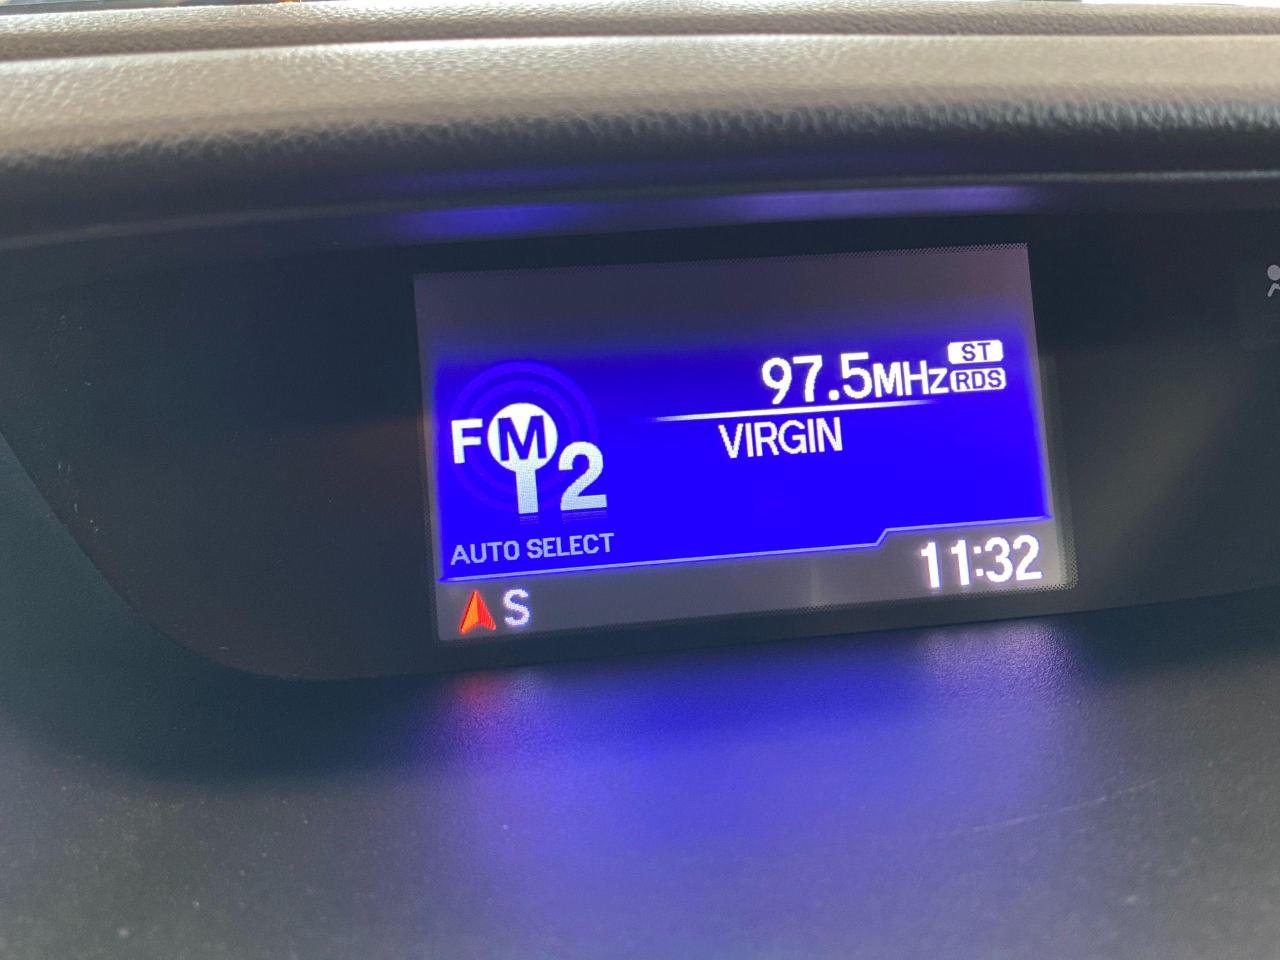 97.5MHz ST
RDS
FM 2
VIRGIN
AUTO SELECT
11:32
S